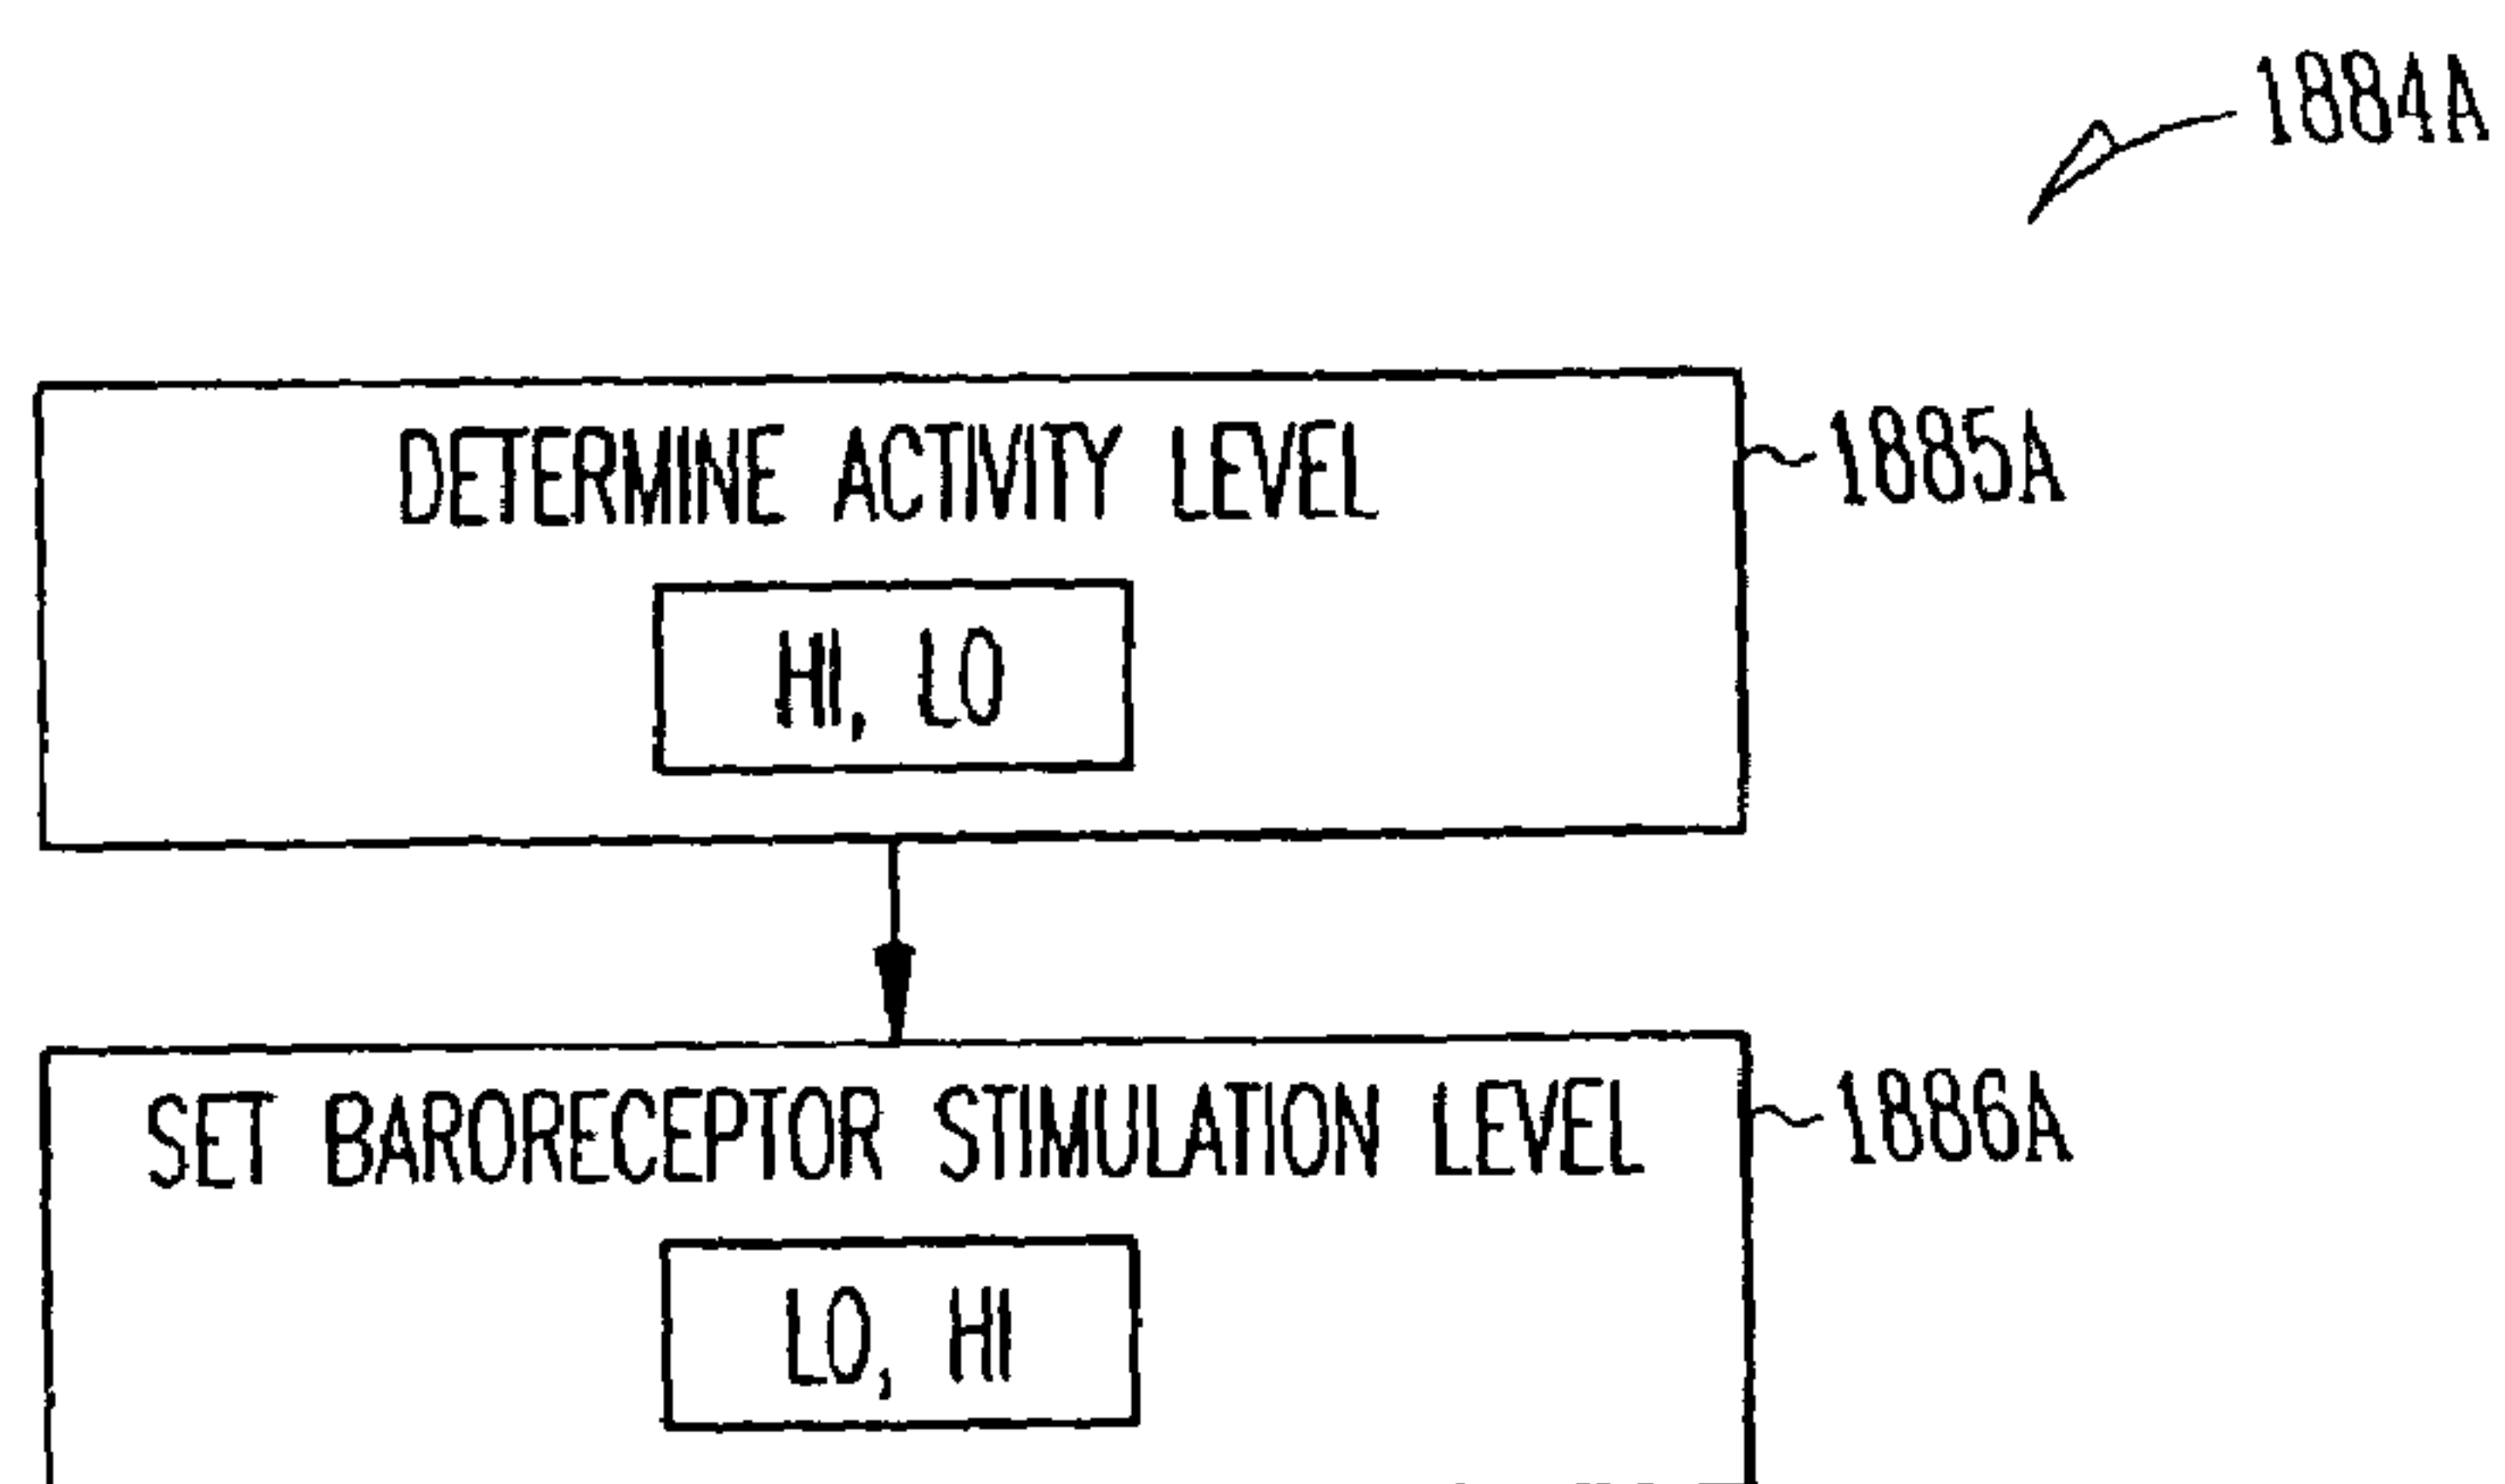 1884A
DETERMINE ACTIVITY LEVEL
1885A
HI, LO
SET BARORECEPTOR STIMULATION LEVEL
1886A
LO, HI